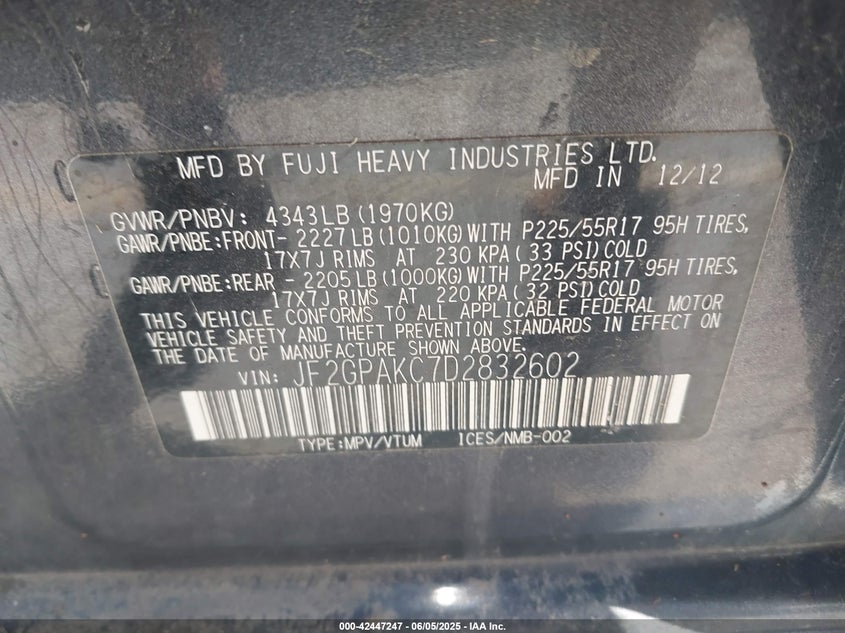 MFD BY FUJI HEAVY INDUSTRIES LTD.
MFD IN 12/12
GVWR/PNBV: 4343LB (1970KG)
GAWR/PNBE:FRONT- 2227LB (1010KG) WITH P225/55R17 95H TIRES,
17X7J RIMS AT 230 KPA (33 PSI) COLD
GAWR/PNBE:REAR - 2205LB (1000KG) WITH P225/55R17 95H TIRES,
17X7J RIMS AT 220 KPA (32 PSI) COLD
THIS VEHICLE CONFORMS TO ALL APPLICABLE FEDERAL MOTOR
VEHICLE SAFETY AND THEFT PREVENTION STANDARDS IN EFFECT ON
THE DATE OF MANUFACTURE SHOWN ABOVE.
VIN: JF2GPAKC7D2832602
TYPE:MPV/VTUM ICES/NMB-002
000-42447247 - 06/05/2025 - IAA Inc.